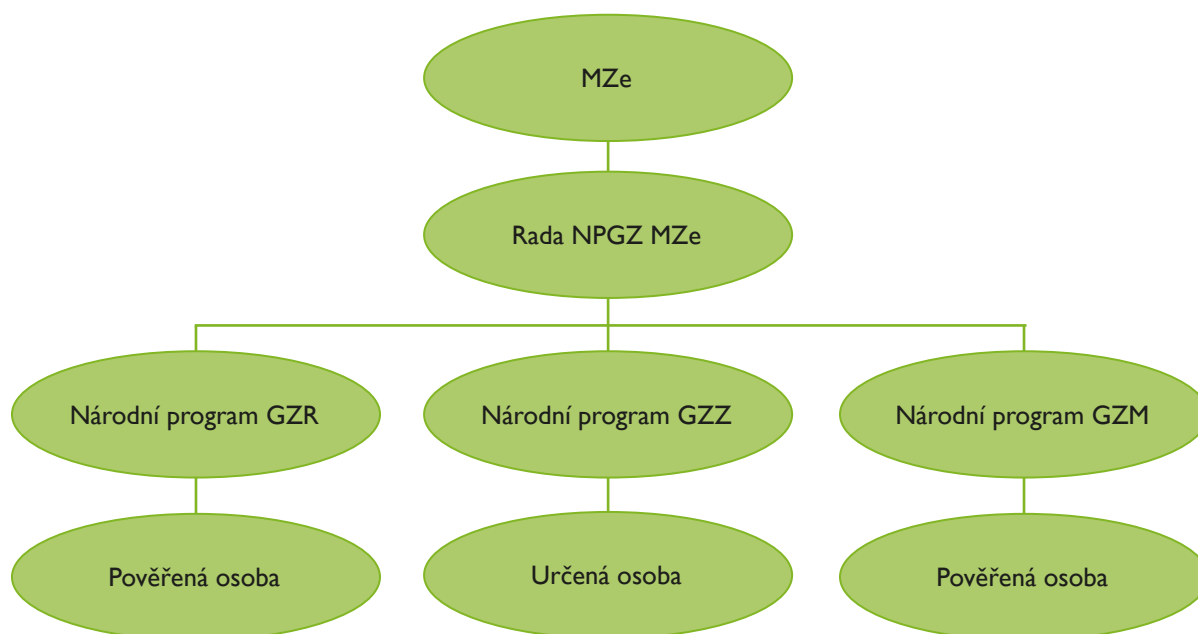 MZe
Rada NPGZ MZe
Národní program GZR
Národní program GZZ
Národní program GZM
Pověřená osoba
Určená osoba
Pověřená osoba